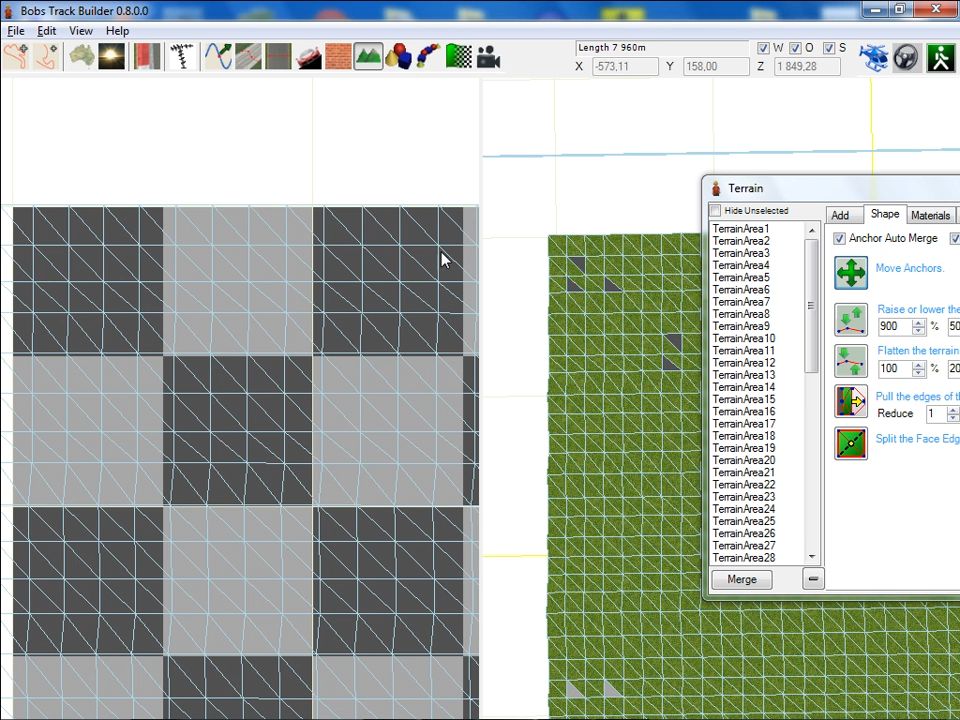 Bobs Track Builder 0.8.0.0
File Edit View Help
Length 7 960m W O S
X -573,11 Y 158,00 Z 1 849,28
Terrain
Hide Unselected
Add Shape Materials
TerrainArea1
TerrainArea2
TerrainArea3
TerrainArea4
TerrainArea5
TerrainArea6
TerrainArea7
TerrainArea8
TerrainArea9
TerrainArea10
TerrainArea11
TerrainArea12
TerrainArea13
TerrainArea14
TerrainArea15
TerrainArea16
TerrainArea17
TerrainArea18
TerrainArea19
TerrainArea20
TerrainArea21
TerrainArea22
TerrainArea23
TerrainArea24
TerrainArea25
TerrainArea26
TerrainArea27
TerrainArea28
Merge
Anchor Auto Merge
Move Anchors.
Raise or lower the
900 % 50
Flatten the terrain
100 % 20
Pull the edges of th
Reduce 1
Split the Face Edg